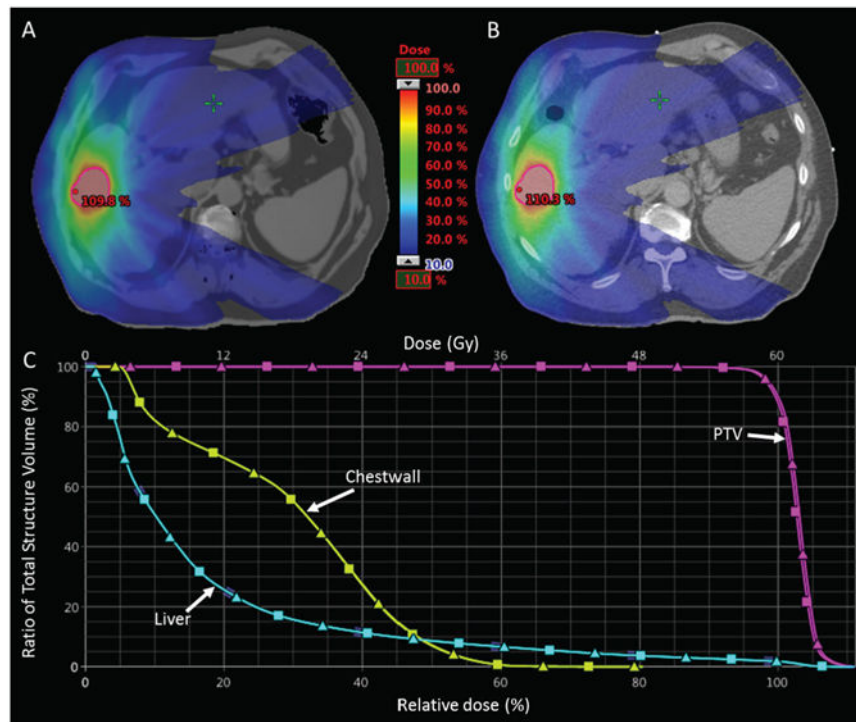 A
B
Dose
100.0 %
100.0
90.0 %
80.0 %
70.0 %
60.0 %
50.0 %
40.0 %
30.0 %
20.0 %
10.0
10.0 %
109.8 %
110.3 %
C
Dose (Gy)
0 12 24 36 48 60
100
80
60
40
20
0
Ratio of Total Structure Volume (%)
PTV
Chestwall
Liver
0 20 40 60 80 100
Relative dose (%)